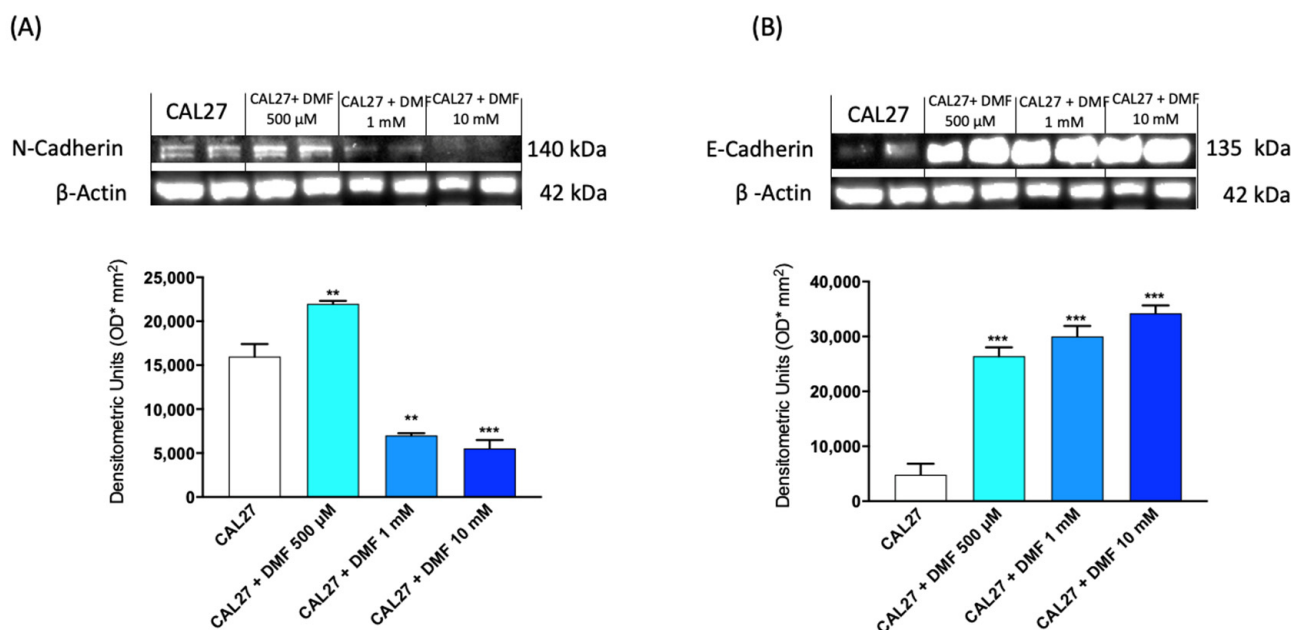 (A)
CAL27
CAL27+ DMF
500 µM
CAL27 + DMF
1 mM
CAL27 + DMF
10 mM
N-Cadherin
140 kDa
β-Actin
42 kDa
Densitometric Units (OD* mm²)
25,000
20,000
15,000
10,000
5,000
0
**
**
***
CAL27
CAL27 + DMF 500 µM
CAL27 + DMF 1 mM
CAL27 + DMF 10 mM
(B)
CAL27
CAL27+ DMF
500 µM
CAL27 + DMF
1 mM
CAL27 + DMF
10 mM
E-Cadherin
135 kDa
β -Actin
42 kDa
Densitometric Units (OD* mm²)
40,000
30,000
20,000
10,000
0
***
***
***
CAL27
CAL27 + DMF 500 µM
CAL27 + DMF 1 mM
CAL27 + DMF 10 mM